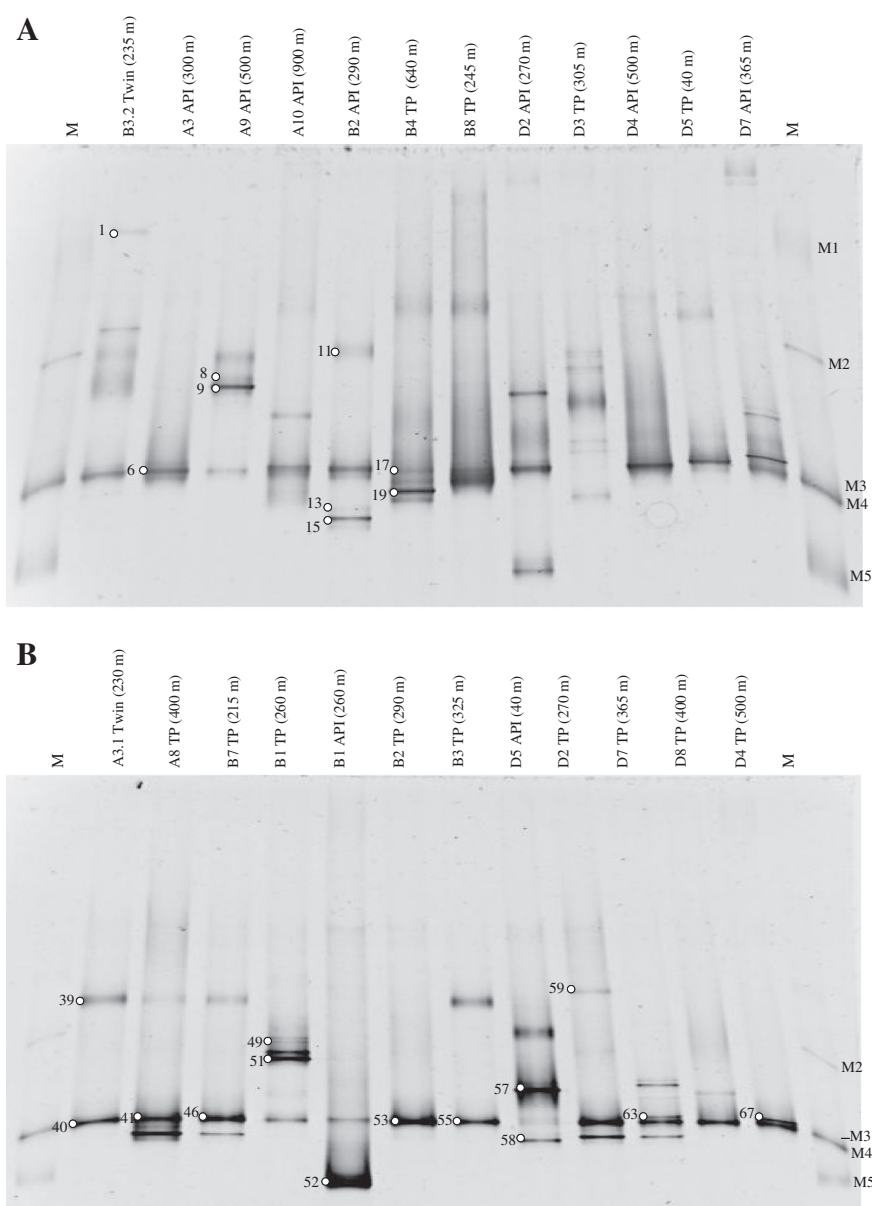 A
M
B3.2 Twin (235 m)
A3 API (300 m)
A9 API (500 m)
A10 API (900 m)
B2 API (290 m)
B4 TP (640 m)
B8 TP (245 m)
D2 API (270 m)
D3 TP (305 m)
D4 API (500 m)
D5 TP (40 m)
D7 API (365 m)
M
1
M1
11
M2
8
9
6
17
M3
19
M4
13
15
M5
B
M
A3.1 Twin (230 m)
A8 TP (400 m)
B7 TP (215 m)
B1 TP (260 m)
B1 API (260 m)
B2 TP (290 m)
B3 TP (325 m)
D5 API (40 m)
D2 TP (270 m)
D7 TP (365 m)
D8 TP (400 m)
D4 TP (500 m)
M
59
39
49
51
M2
57
40
41
46
53
55
63
67
58
M3
M4
52
M5